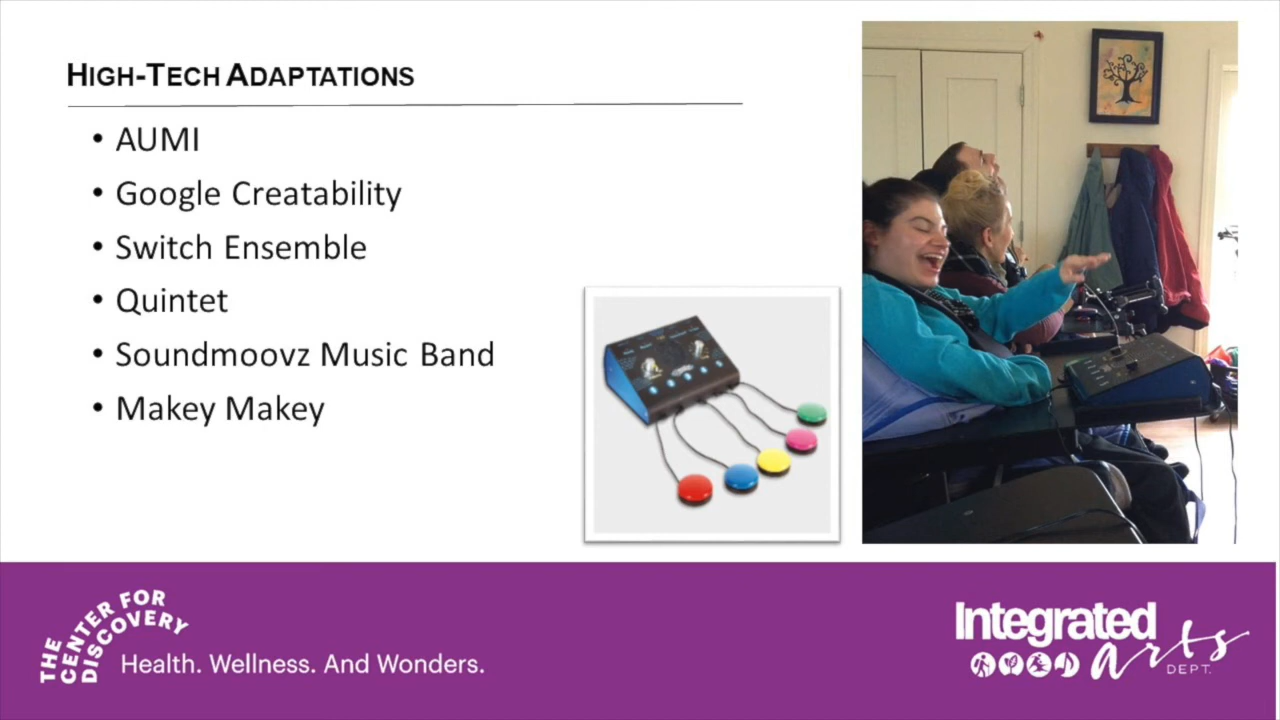 HIGH-TECH ADAPTATIONS
• AUMI
• Google Creatability
• Switch Ensemble
• Quintet
• Soundmoovz Music Band
• Makey Makey
THE
CENTER FOR
DISCOVERY
Health. Wellness. And Wonders.
Integrated
arts
DEPT.